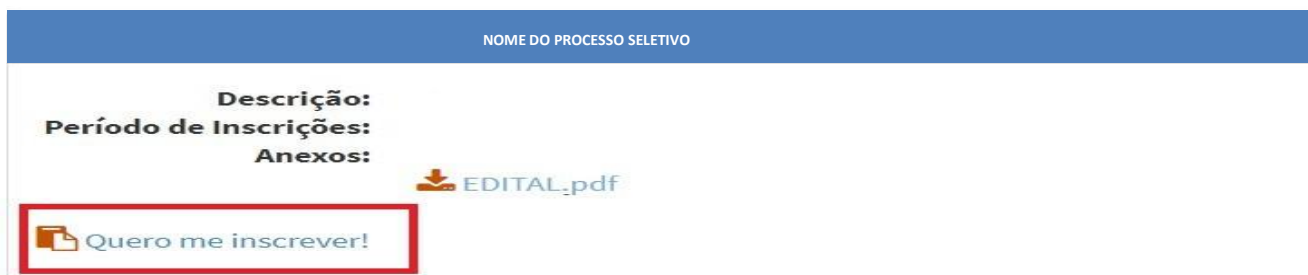 NOME DO PROCESSO SELETIVO
Descrição:
Período de Inscrições:
Anexos:
EDITAL.pdf
Quero me inscrever!